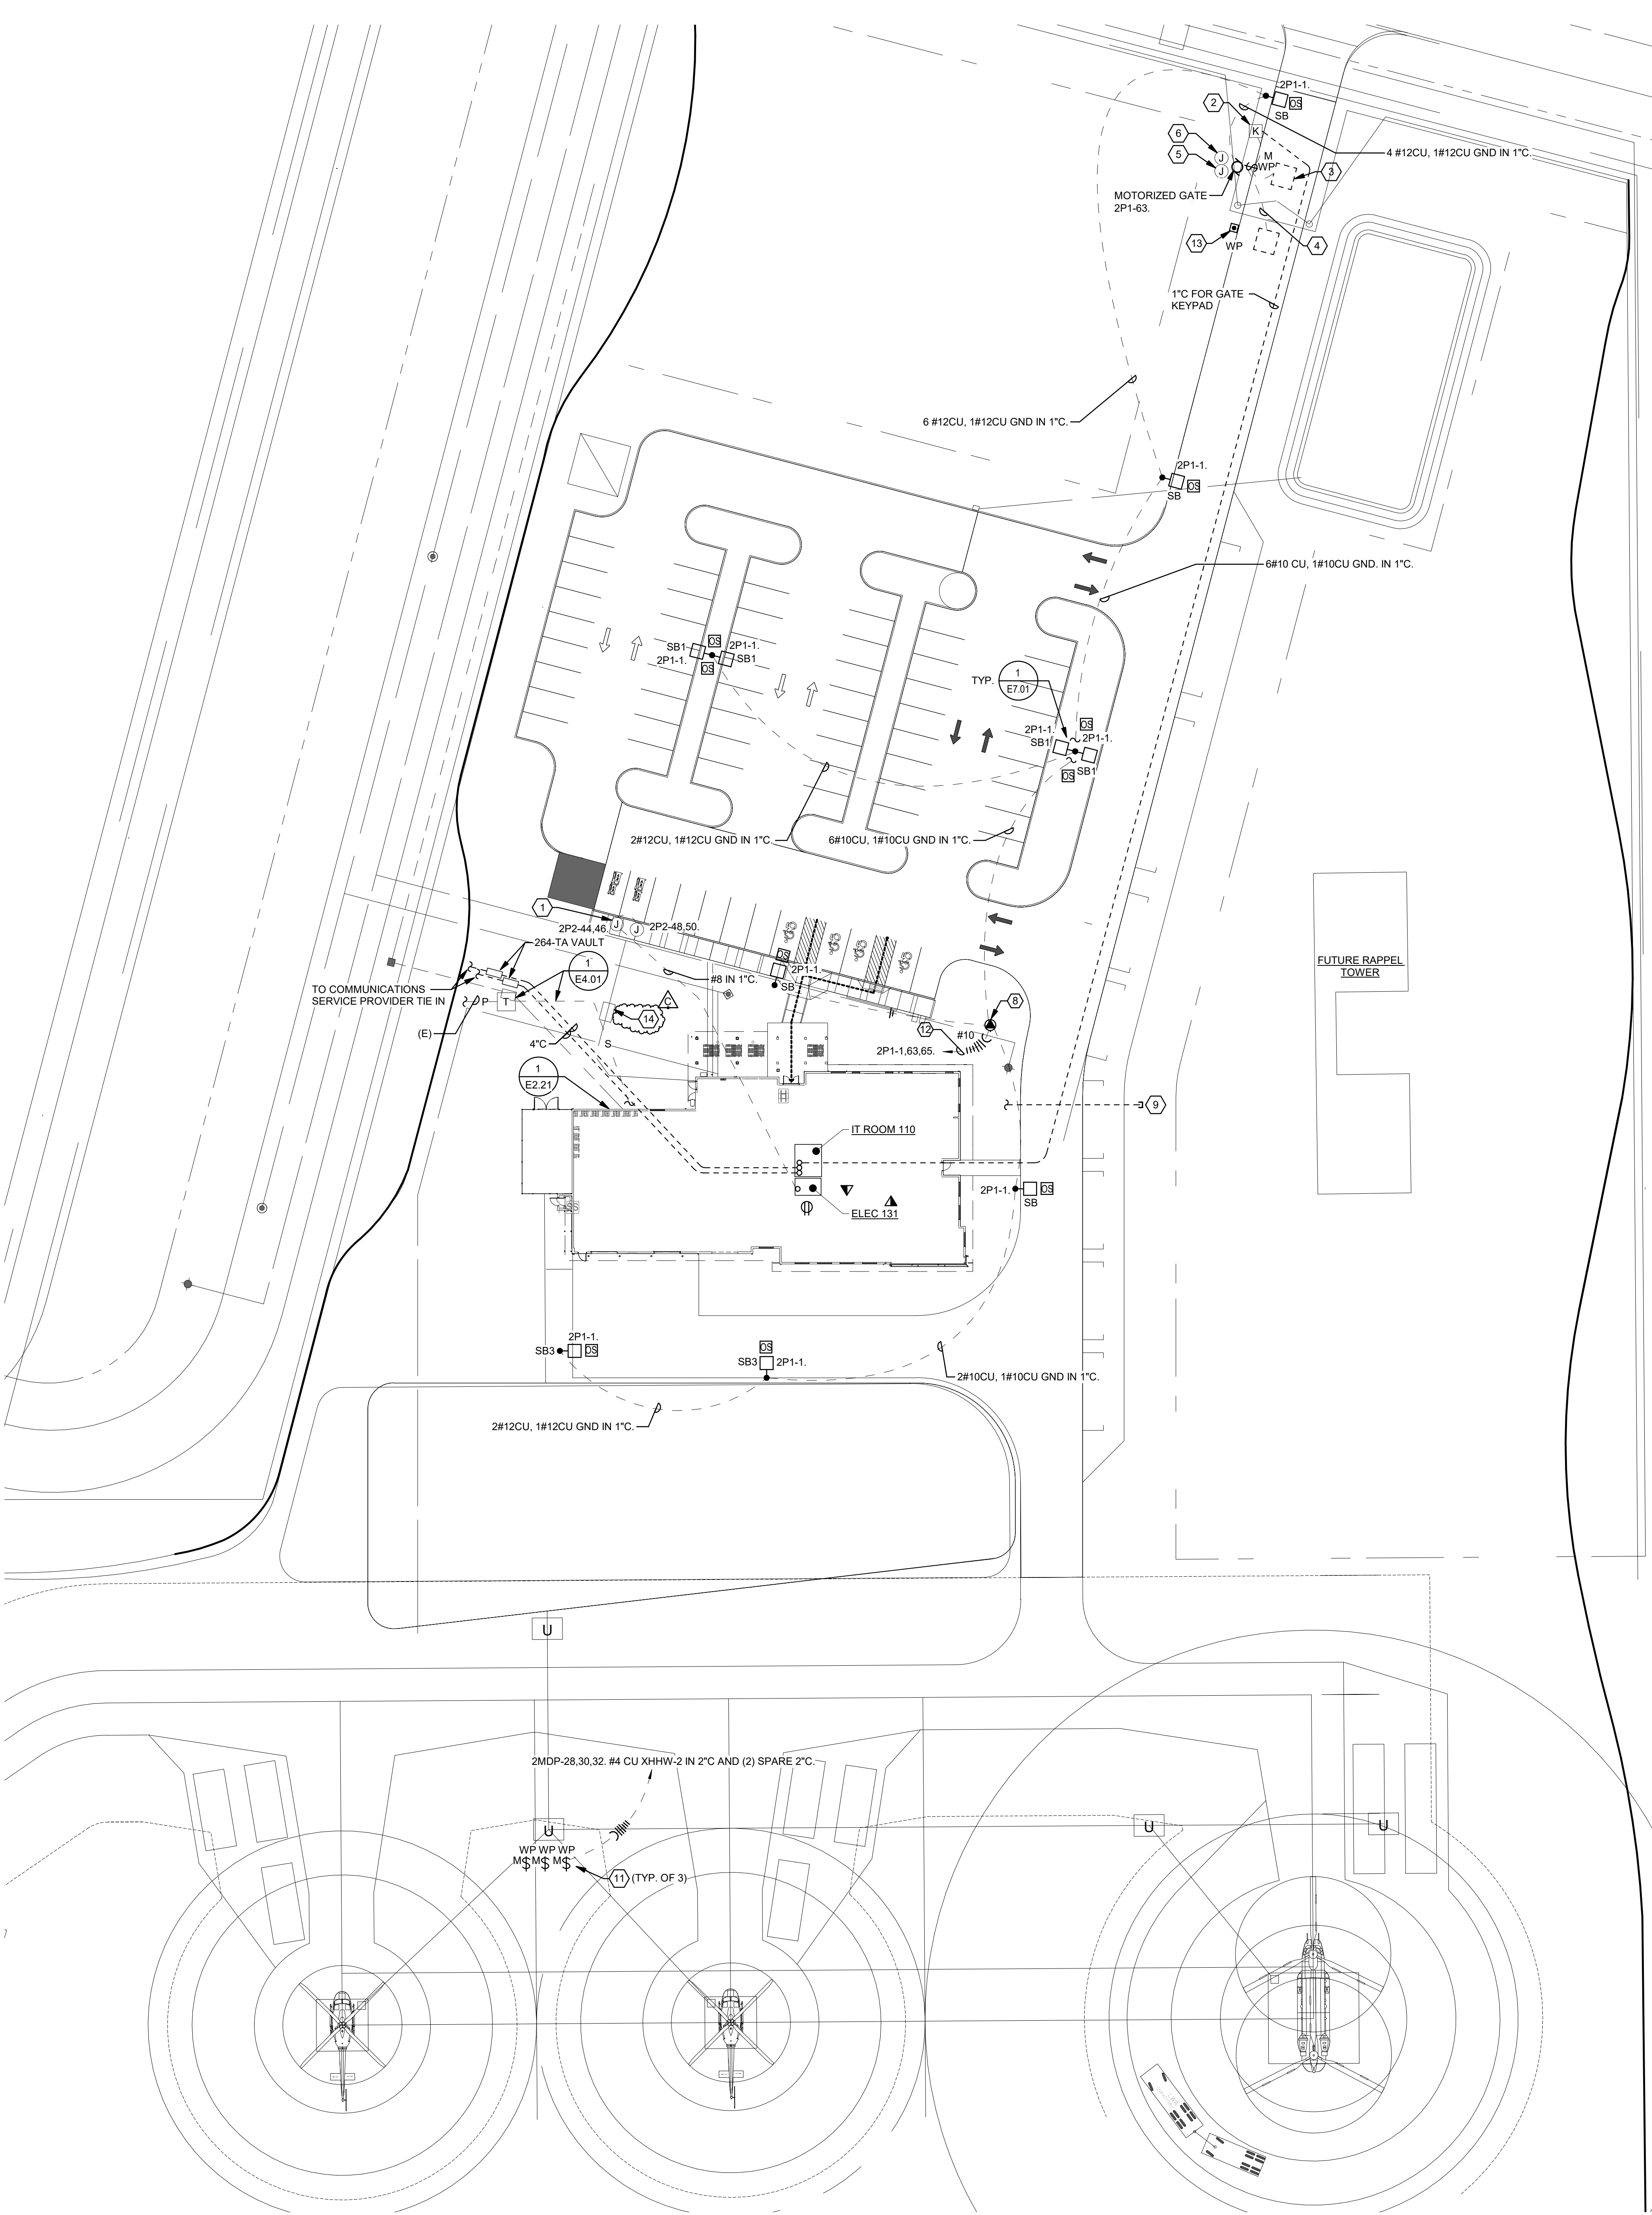 2P1-1.
2
OS
SB
K
6
5
J
J
M
WP
3
4 #12CU, 1#12CU GND IN 1"C.
MOTORIZED GATE
2P1-63.
13
WP
4
1"C FOR GATE
KEYPAD
6 #12CU, 1#12CU GND IN 1"C.
2P1-1.
OS
SB
6#10 CU, 1#10CU GND. IN 1"C.
OS
SB1
2P1-1.
2P1-1.
SB1
OS
TYP.
1
E7.01
OS
2P1-1.
2P1-1.
SB1
SB1
OS
2#12CU, 1#12CU GND IN 1"C.
6#10CU, 1#10CU GND IN 1"C.
1
J
J
2P2-44,46.
2P2-48,50.
264-TA VAULT
OS
2P1-1.
SB
1
E4.01
#8 IN 1"C.
TO COMMUNICATIONS
SERVICE PROVIDER TIE IN
P
T
C
14
(E)
4"C
S
8
12
#10
2P1-1,63,65.
FUTURE RAPPEL
TOWER
1
E2.21
H
9
IT ROOM 110
ELEC 131
2P1-1.
OS
SB
2P1-1.
SB3
OS
OS
SB3
2P1-1.
2#10CU, 1#10CU GND IN 1"C.
2#12CU, 1#12CU GND IN 1"C.
U
2MDP-28,30,32. #4 CU XHHW-2 IN 2"C AND (2) SPARE 2"C.
U
U
U
WP WP WP
M$ M$ M$
11
(TYP. OF 3)